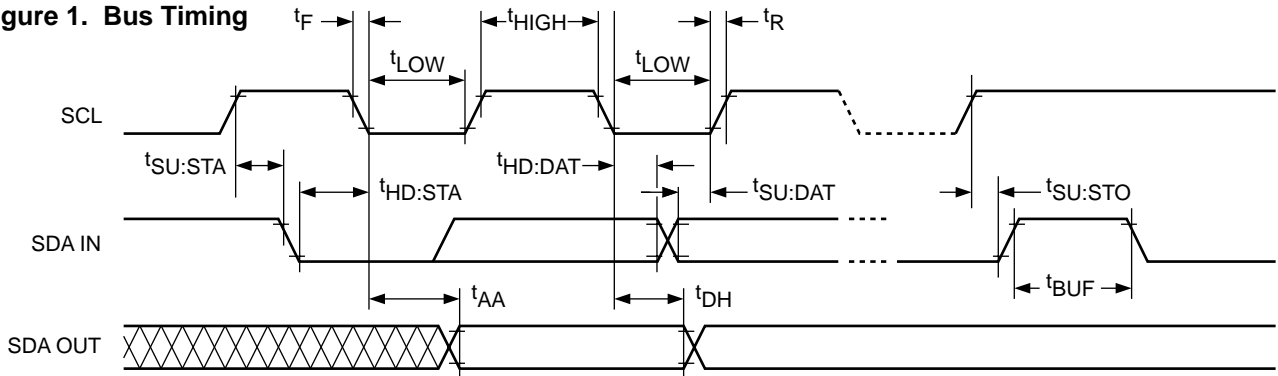 gure 1. Bus Timing
tF
tHIGH
tR
tLOW
tLOW
SCL
tSU:STA
tHD:STA
tHD:DAT
tSU:DAT
tSU:STO
SDA IN
tBUF
tAA
tDH
SDA OUT